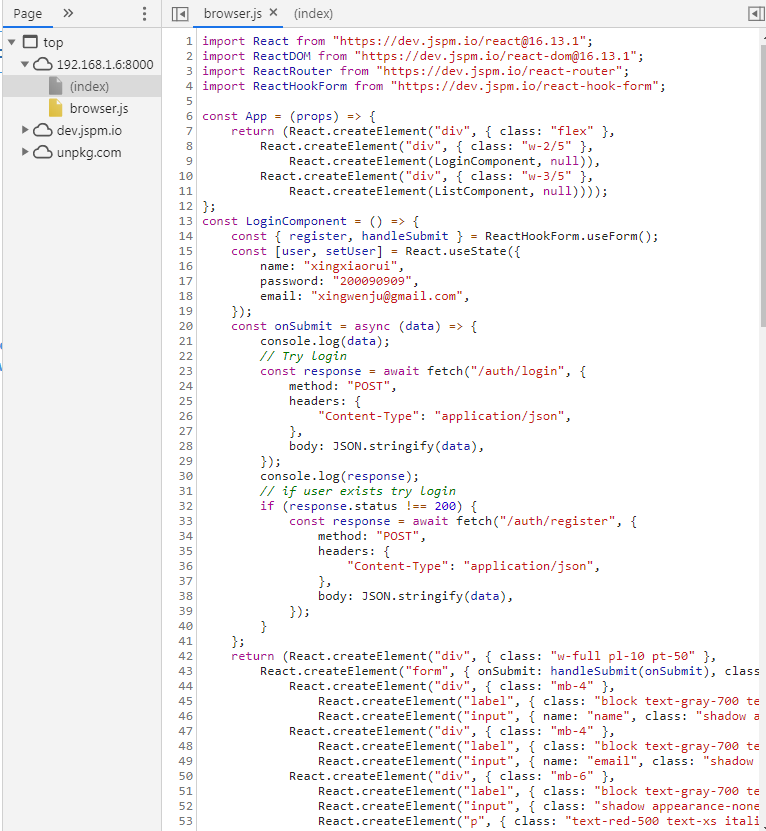 Page
browser.js
(index)
top
192.168.1.6:8000
(index)
browser.js
dev.jspm.io
unpkg.com
1 import React from "https://dev.jspm.io/react@16.13.1";
2 import ReactDOM from "https://dev.jspm.io/react-dom@16.13.1";
3 import ReactRouter from "https://dev.jspm.io/react-router";
4 import ReactHookForm from "https://dev.jspm.io/react-hook-form";
5
6 const App = (props) => {
7     return (React.createElement("div", { class: "flex" },
8         React.createElement("div", { class: "w-2/5" },
9             React.createElement(LoginComponent, null)),
10         React.createElement("div", { class: "w-3/5" },
11             React.createElement(ListComponent, null))));
12 };
13 const LoginComponent = () => {
14     const { register, handleSubmit } = ReactHookForm.useForm();
15     const [user, setUser] = React.useState({
16         name: "xingxiaorui",
17         password: "200090909",
18         email: "xingwenju@gmail.com",
19     });
20     const onSubmit = async (data) => {
21         console.log(data);
22         // Try login
23         const response = await fetch("/auth/login", {
24             method: "POST",
25             headers: {
26                 "Content-Type": "application/json",
27             },
28             body: JSON.stringify(data),
29         });
30         console.log(response);
31         // if user exists try login
32         if (response.status !== 200) {
33             const response = await fetch("/auth/register", {
34                 method: "POST",
35                 headers: {
36                     "Content-Type": "application/json",
37                 },
38                 body: JSON.stringify(data),
39             });
40         }
41     };
42     return (React.createElement("div", { class: "w-full pl-10 pt-50" },
43         React.createElement("form", { onSubmit: handleSubmit(onSubmit), clas
44             React.createElement("div", { class: "mb-4" },
45                 React.createElement("label", { class: "block text-gray-700 te
46                 React.createElement("input", { name: "name", class: "shadow a
47             React.createElement("div", { class: "mb-4" },
48                 React.createElement("label", { class: "block text-gray-700 te
49                 React.createElement("input", { name: "email", class: "shadow
50             React.createElement("div", { class: "mb-6" },
51                 React.createElement("label", { class: "block text-gray-700 te
52                 React.createElement("input", { class: "shadow appearance-none
53                 React.createElement("p", { class: "text-red-500 text-xs itali